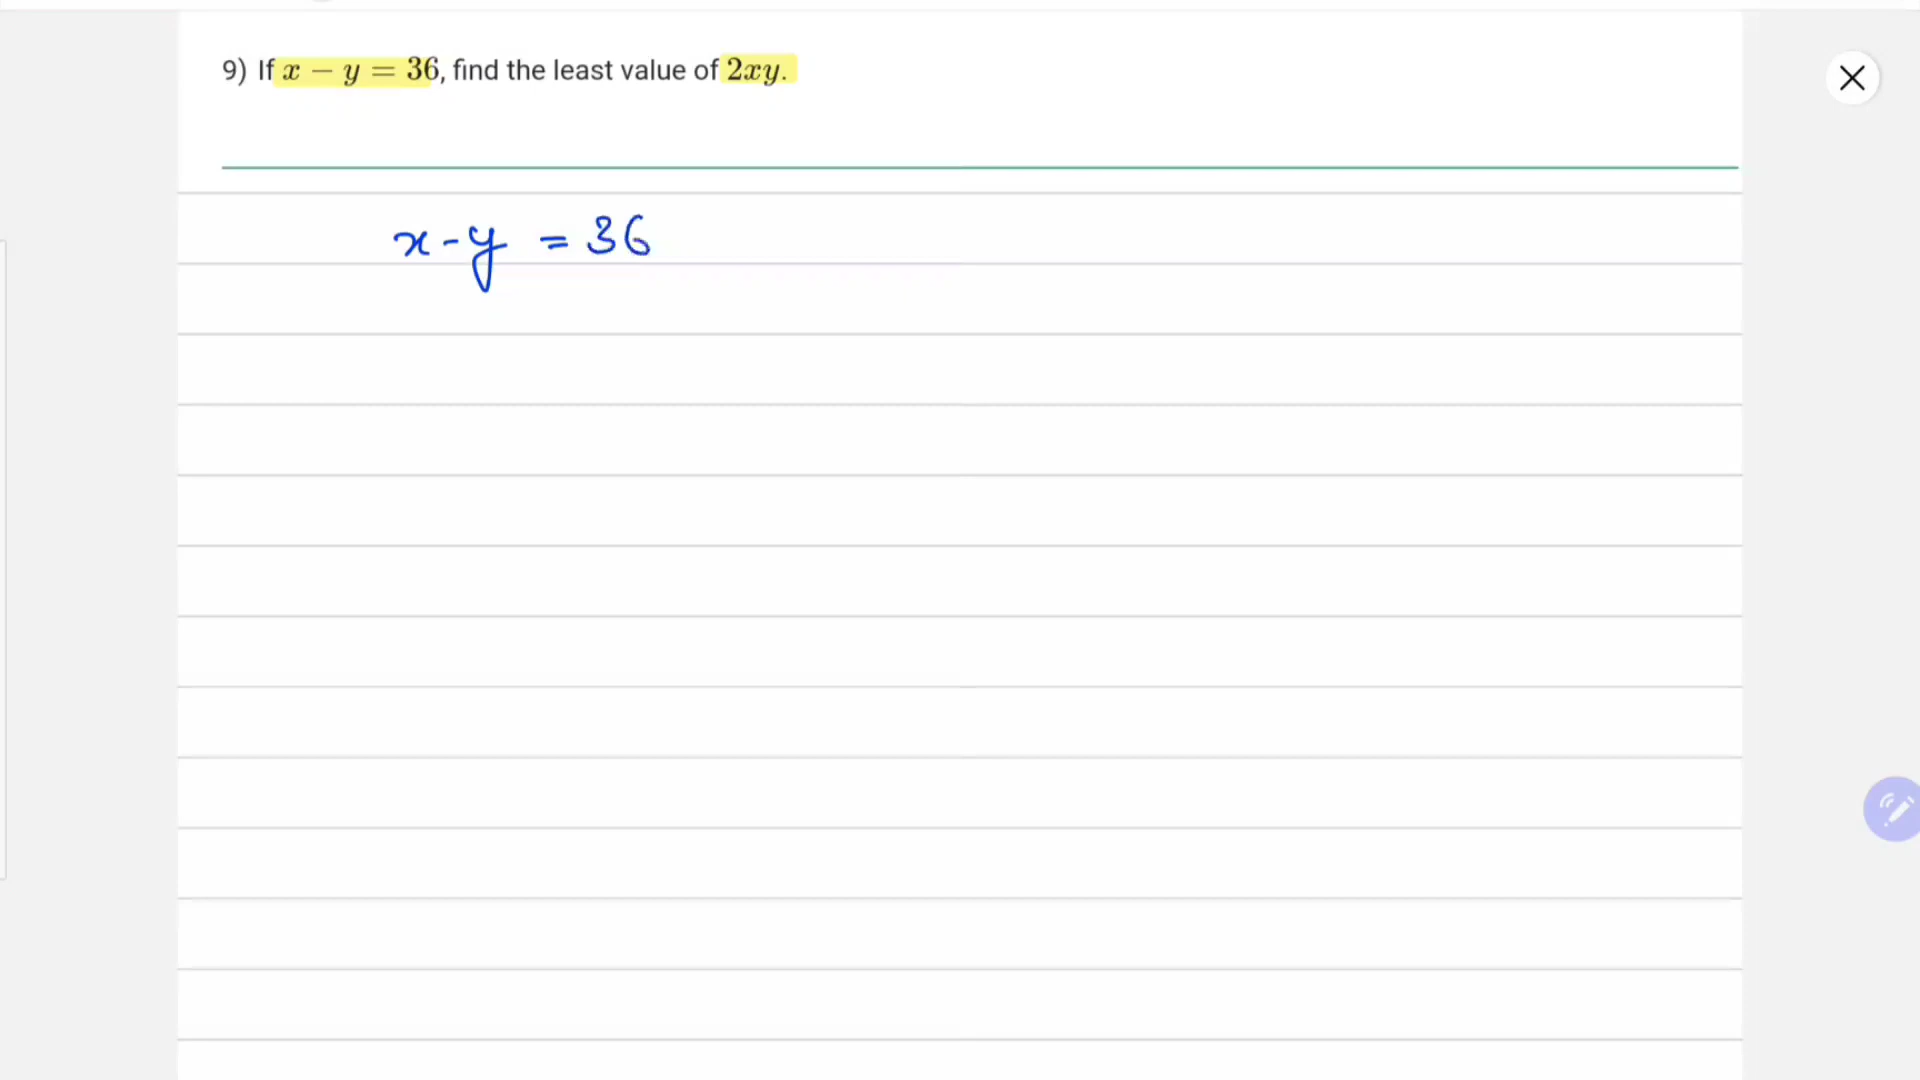 9) If x − y = 36, find the least value of 2xy.
x - y = 36